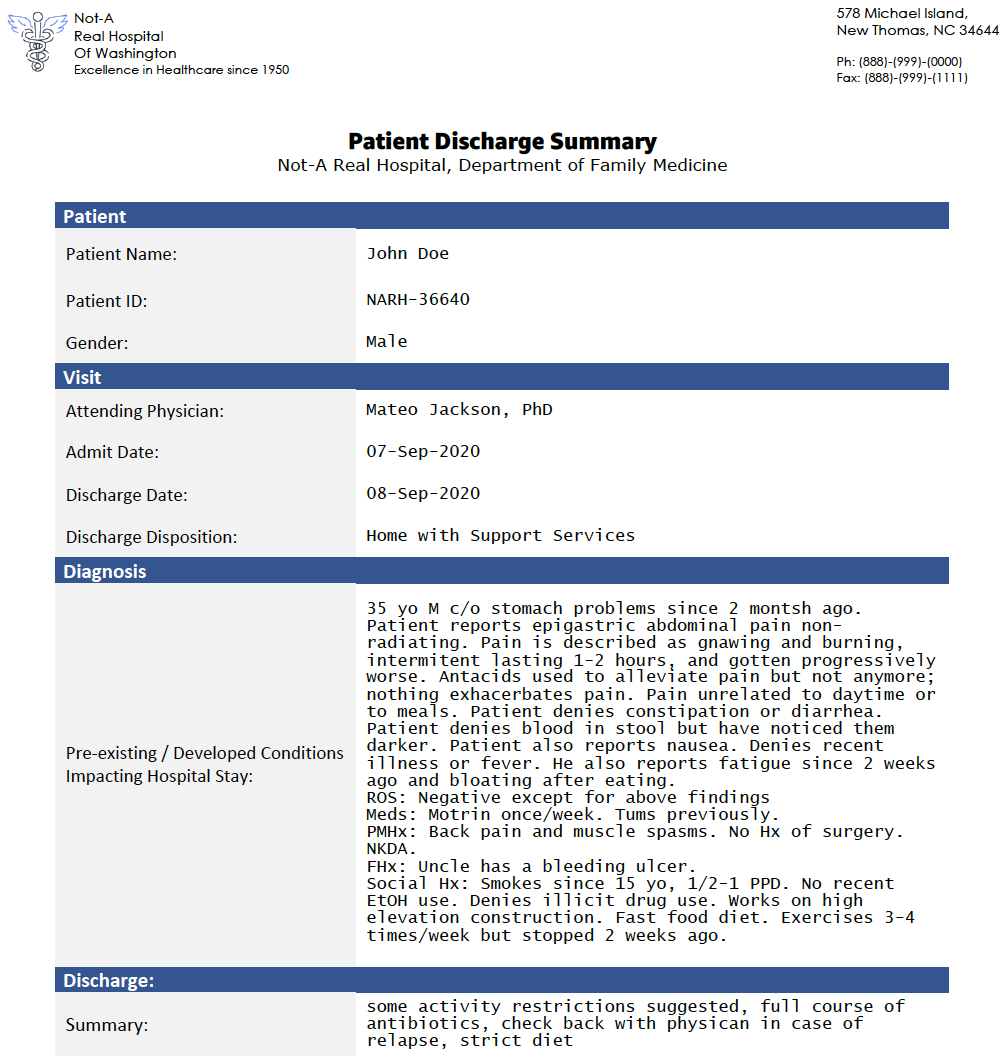 Not-A
Real Hospital
Of Washington
Excellence in Healthcare since 1950
578 Michael Island,
New Thomas, NC 34644
Ph: (888)-(999)-(0000)
Fax: (888)-(999)-(1111)
Patient Discharge Summary
Not-A Real Hospital, Department of Family Medicine
Patient
Patient Name: John Doe
Patient ID: NARH-36640
Gender: Male
Visit
Attending Physician: Mateo Jackson, PhD
Admit Date: 07-Sep-2020
Discharge Date: 08-Sep-2020
Discharge Disposition: Home with Support Services
Diagnosis
Pre-existing / Developed Conditions
Impacting Hospital Stay:
35 yo M c/o stomach problems since 2 montsh ago.
Patient reports epigastric abdominal pain non-
radiating. Pain is described as gnawing and burning,
intermitent lasting 1-2 hours, and gotten progressively
worse. Antacids used to alleviate pain but not anymore;
nothing exhacerbates pain. Pain unrelated to daytime or
to meals. Patient denies constipation or diarrhea.
Patient denies blood in stool but have noticed them
darker. Patient also reports nausea. Denies recent
illness or fever. He also reports fatigue since 2 weeks
ago and bloating after eating.
ROS: Negative except for above findings
Meds: Motrin once/week. Tums previously.
PMHx: Back pain and muscle spasms. No Hx of surgery.
NKDA.
FHx: Uncle has a bleeding ulcer.
Social Hx: Smokes since 15 yo, 1/2-1 PPD. No recent
EtOH use. Denies illicit drug use. Works on high
elevation construction. Fast food diet. Exercises 3-4
times/week but stopped 2 weeks ago.
Discharge:
Summary:
some activity restrictions suggested, full course of
antibiotics, check back with physican in case of
relapse, strict diet